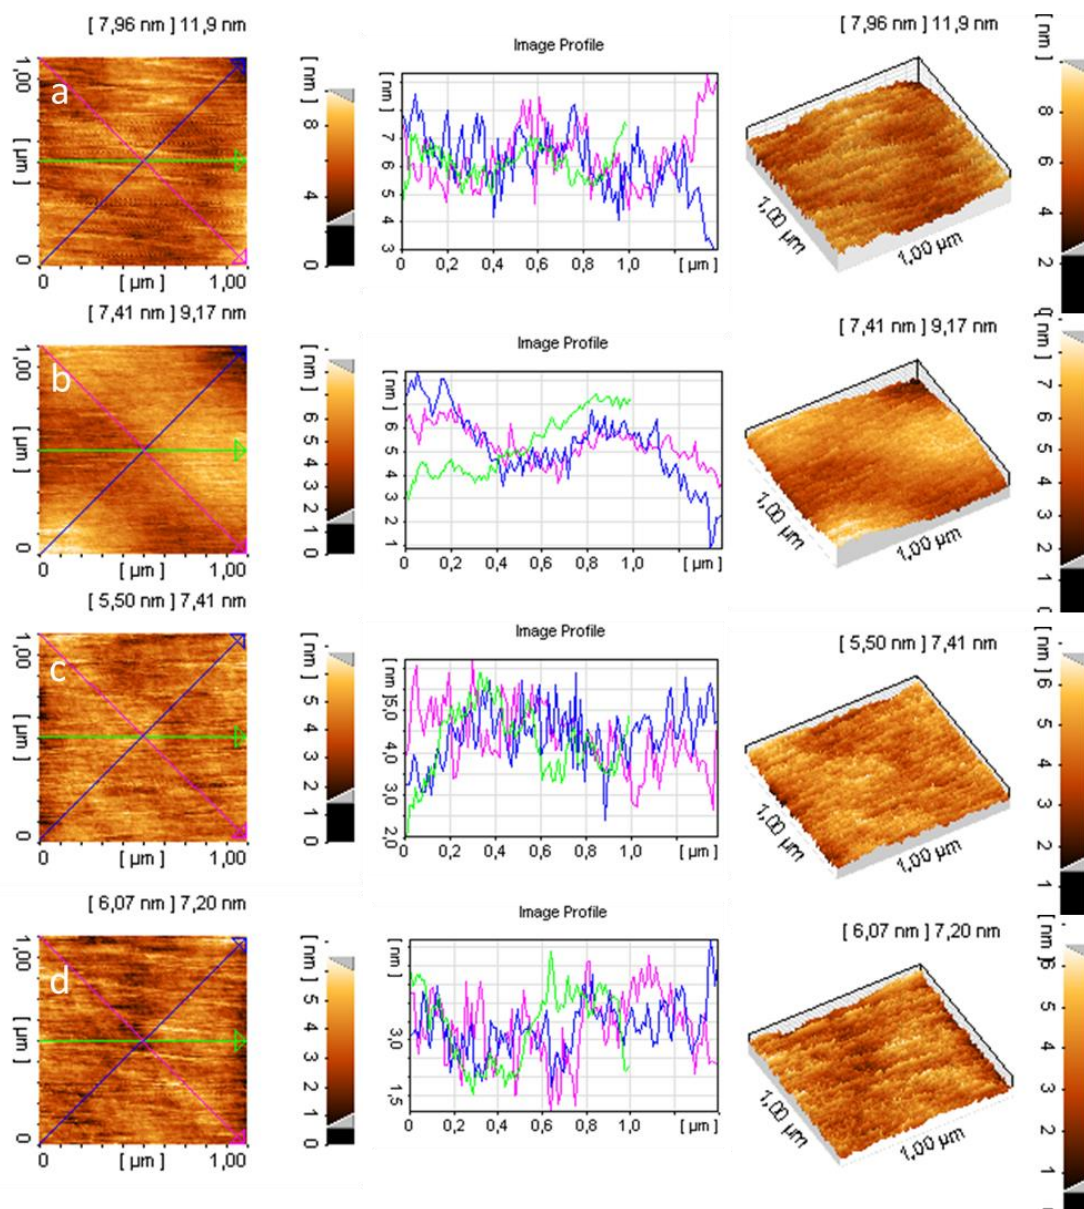 [ 7,96 nm ] 11,9 nm
a
1,00
[ µm ]
0
0
[ µm ]
1,00
[ nm ]
8
4
0
Image Profile
[ nm ]
7
6
5
4
3
0
0,2
0,4
0,6
0,8
1,0
[ µm ]
[ 7,96 nm ] 11,9 nm
1,00 µm
1,00 µm
[ nm ]
8
6
4
2
[ 7,41 nm ] 9,17 nm
b
1,00
[ µm ]
0
0
[ µm ]
1,00
[ nm ]
6
5
4
3
2
1
0
Image Profile
[ nm ]
6
5
4
3
2
1
0
0,2
0,4
0,6
0,8
1,0
[ µm ]
[ 7,41 nm ] 9,17 nm
1,00 µm
1,00 µm
7
6
5
4
3
2
1
[ 5,50 nm ] 7,41 nm
c
1,00
[ µm ]
0
0
[ µm ]
1,00
[ nm ]
5
4
3
2
1
0
Image Profile
[ nm ]
5,0
4,0
3,0
2,0
0
0,2
0,4
0,6
0,8
1,0
[ µm ]
[ 5,50 nm ] 7,41 nm
1,00 µm
1,00 µm
[ nm ]
6
5
4
3
2
1
[ 6,07 nm ] 7,20 nm
d
1,00
[ µm ]
0
0
[ µm ]
1,00
[ nm ]
5
4
3
2
1
0
Image Profile
[ nm ]
3,0
1,5
0
0,2
0,4
0,6
0,8
1,0
[ µm ]
[ 6,07 nm ] 7,20 nm
1,00 µm
1,00 µm
[ nm ]
6
5
4
3
2
1